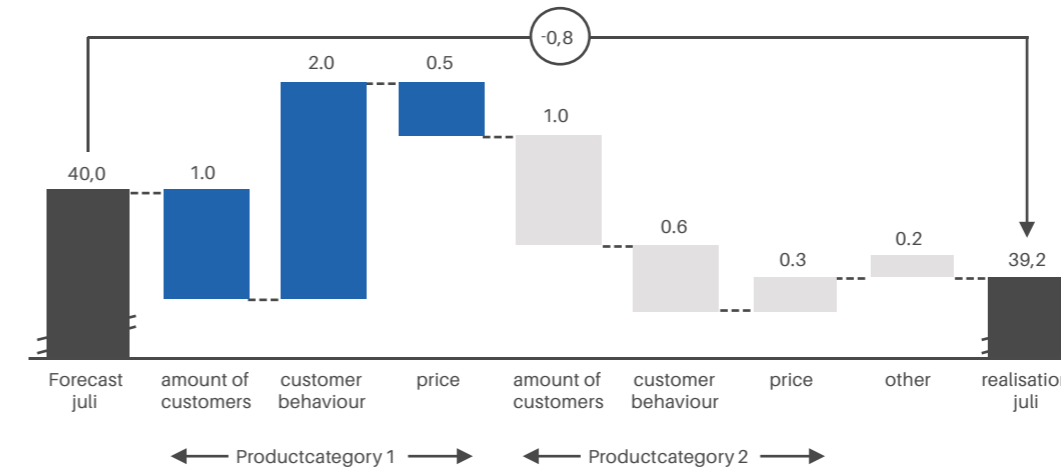 -0,8
2.0
0.5
1.0
40,0
1.0
0.6
0.3
0.2
39,2
Forecast
juli
amount of
customers
customer
behaviour
price
amount of
customers
customer
behaviour
price
other
realisation
juli
Productcategory 1
Productcategory 2